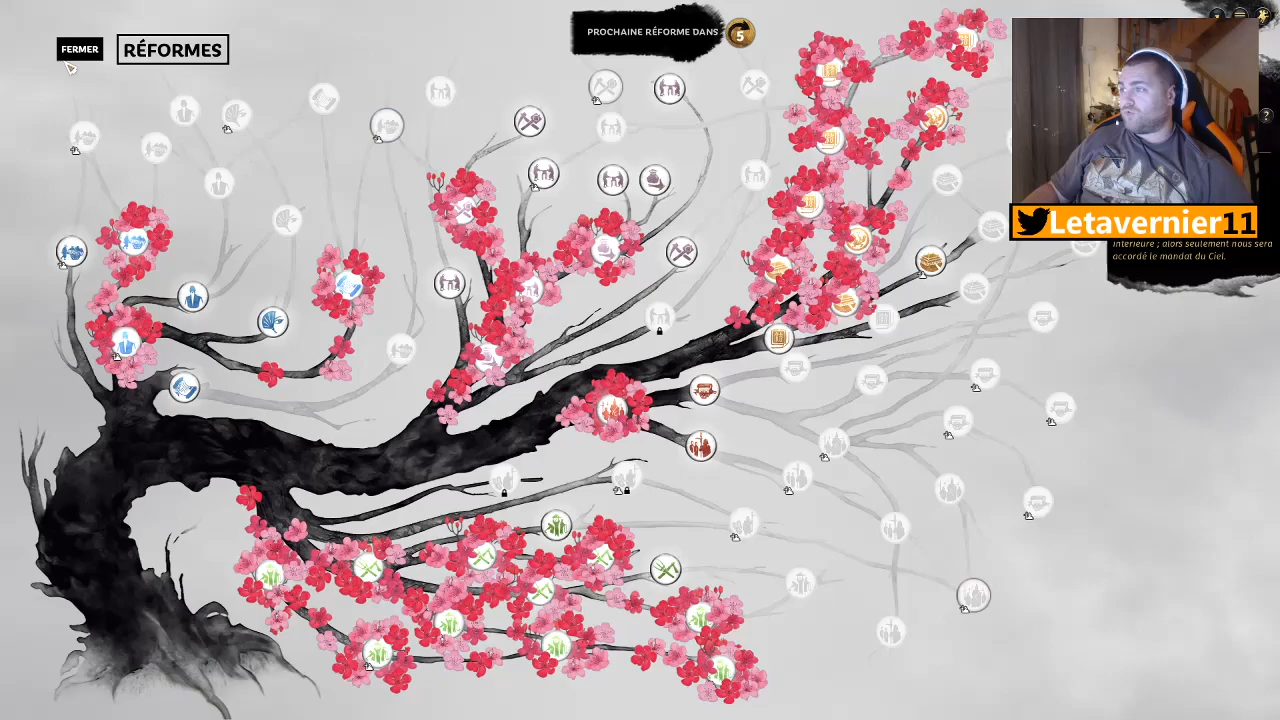 FERMER
RÉFORMES
PROCHAINE RÉFORME DANS
5
Letavernier11
intérieure ; alors seulement nous sera
accordé le mandat du Ciel.
?